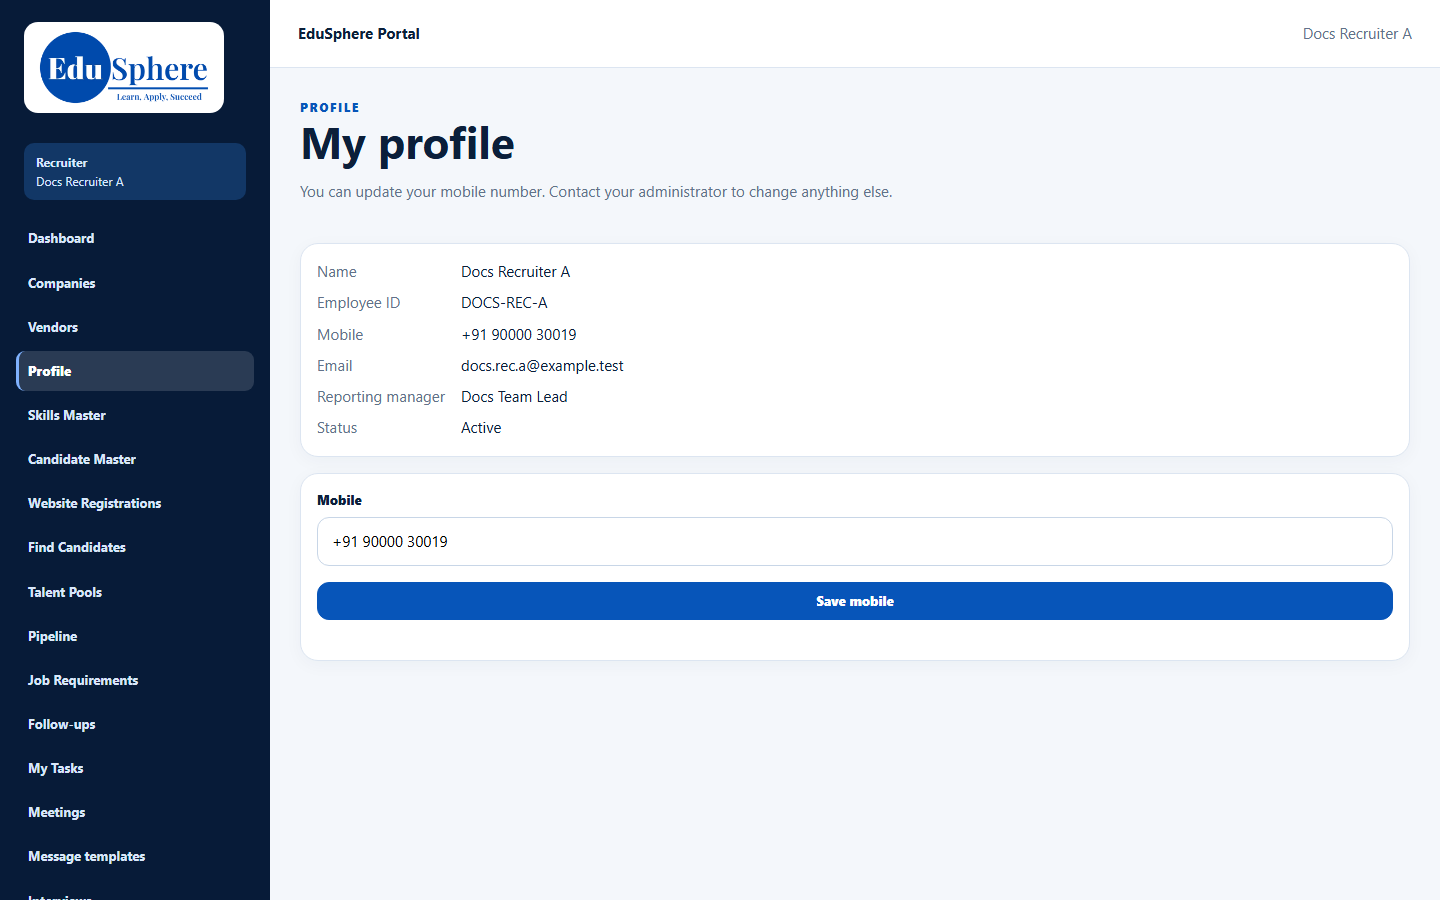 EduSphere
Learn. Apply, Succeed
Recruiter
Docs Recruiter A
Dashboard
Companies
Vendors
Profile
Skills Master
Candidate Master
Website Registrations
Find Candidates
Talent Pools
Pipeline
Job Requirements
Follow-ups
My Tasks
Meetings
Message templates
Interviews
EduSphere Portal
Docs Recruiter A
PROFILE
My profile
You can update your mobile number. Contact your administrator to change anything else.
Name Docs Recruiter A
Employee ID DOCS-REC-A
Mobile +91 90000 30019
Email docs.rec.a@example.test
Reporting manager Docs Team Lead
Status Active
Mobile
+91 90000 30019
Save mobile